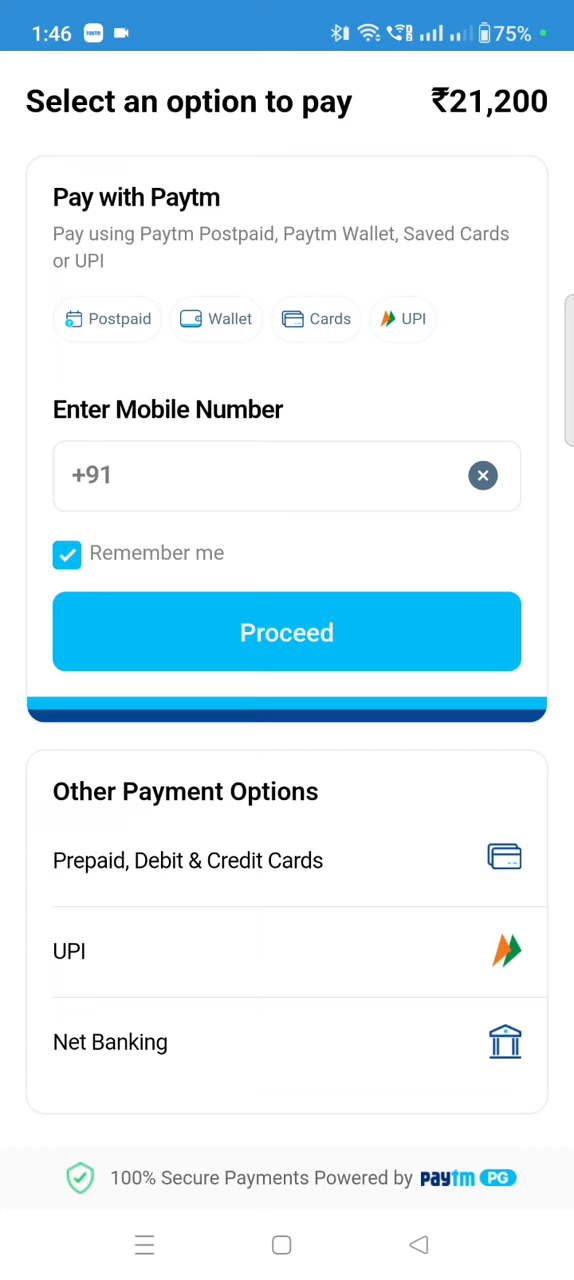 1:46 75%
Select an option to pay ₹21,200
Pay with Paytm
Pay using Paytm Postpaid, Paytm Wallet, Saved Cards
or UPI
Postpaid Wallet Cards UPI
Enter Mobile Number
+91
Remember me
Proceed
Other Payment Options
Prepaid, Debit & Credit Cards
UPI
Net Banking
100% Secure Payments Powered by paytm PG